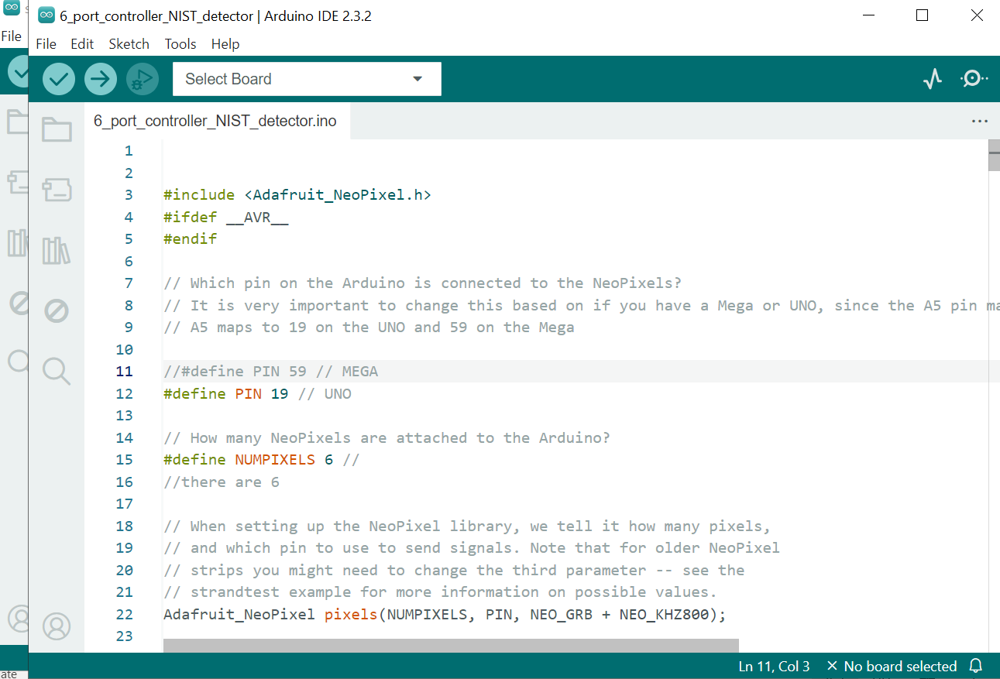 6_port_controller_NIST_detector | Arduino IDE 2.3.2
File
File Edit Sketch Tools Help
Select Board
6_port_controller_NIST_detector.ino
1
2
3 #include <Adafruit_NeoPixel.h>
4 #ifdef __AVR__
5 #endif
6
7 // Which pin on the Arduino is connected to the NeoPixels?
8 // It is very important to change this based on if you have a Mega or UNO, since the A5 pin
9 // A5 maps to 19 on the UNO and 59 on the Mega
10
11 //#define PIN 59 // MEGA
12 #define PIN 19 // UNO
13
14 // How many NeoPixels are attached to the Arduino?
15 #define NUMPIXELS 6 //
16 //there are 6
17
18 // When setting up the NeoPixel library, we tell it how many pixels,
19 // and which pin to use to send signals. Note that for older NeoPixel
20 // strips you might need to change the third parameter -- see the
21 // strandtest example for more information on possible values.
22 Adafruit_NeoPixel pixels(NUMPIXELS, PIN, NEO_GRB + NEO_KHZ800);
23
Ln 11, Col 3 × No board selected
ate